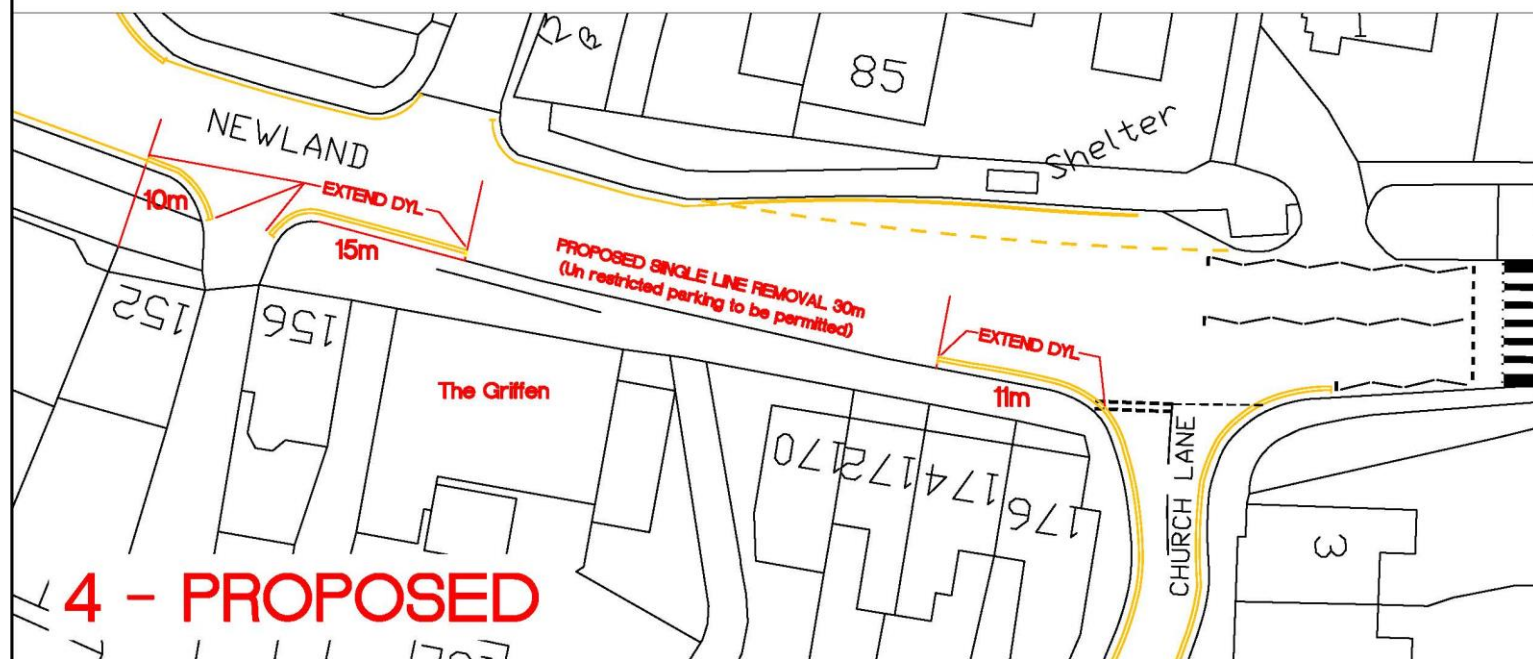 85
Shelter
NEWLAND
10m
EXTEND DYL
15m
PROPOSED SINGLE LINE REMOVAL 30m
(Un restricted parking to be permitted)
EXTEND DYL
11m
152
156
The Griffen
170
172
174
176
CHURCH LANE
3
4 - PROPOSED